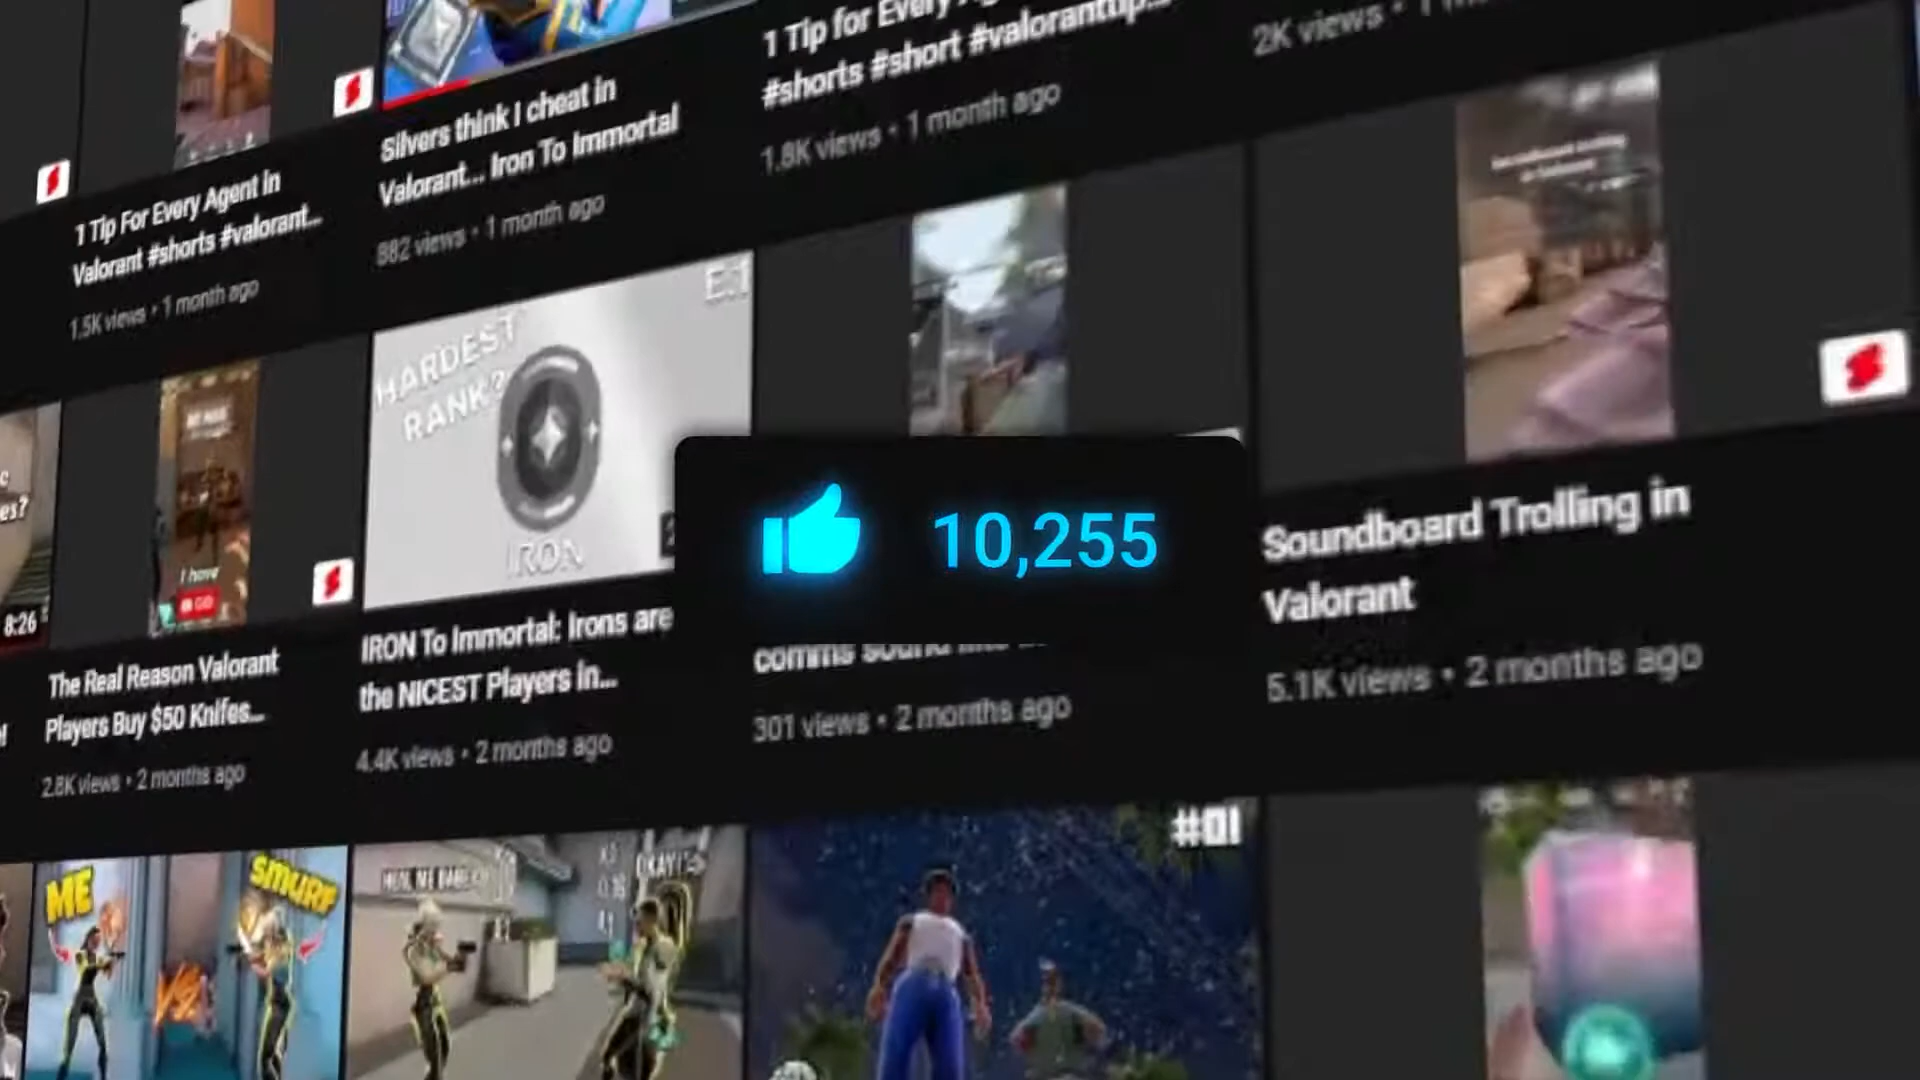 1 Tip For Every Agent in
Valorant #shorts #valorant...
1.5K views • 1 month ago
Silvers think I cheat in
Valorant... Iron To Immortal
882 views • 1 month ago
1 Tip for Every
#shorts #short
1.8K views • 1 month ago
2K views •
8:26
I have
The Real Reason Valorant
Players Buy $50 Knifes...
2.8K views • 2 months ago
HARDEST
RANK?
IRON
IRON To Immortal: Irons are
the NICEST Players in...
4.4K views • 2 months ago
10,255
comms sound like
301 views • 2 months ago
Soundboard Trolling in
Valorant
5.1K views • 2 months ago
ME
VS
SMURF
#01